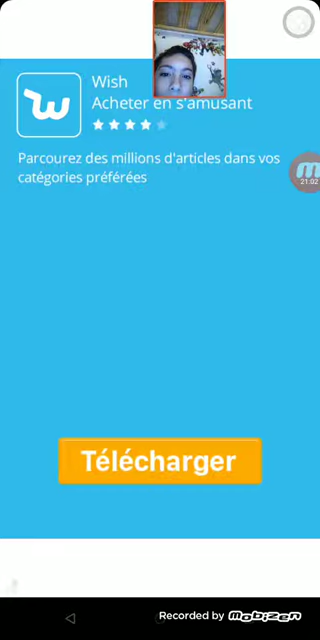 Wish
Acheter en s'amusant
Parcourez des millions d'articles dans vos
catégories préférées
21:02
Télécharger
Recorded by mobizen